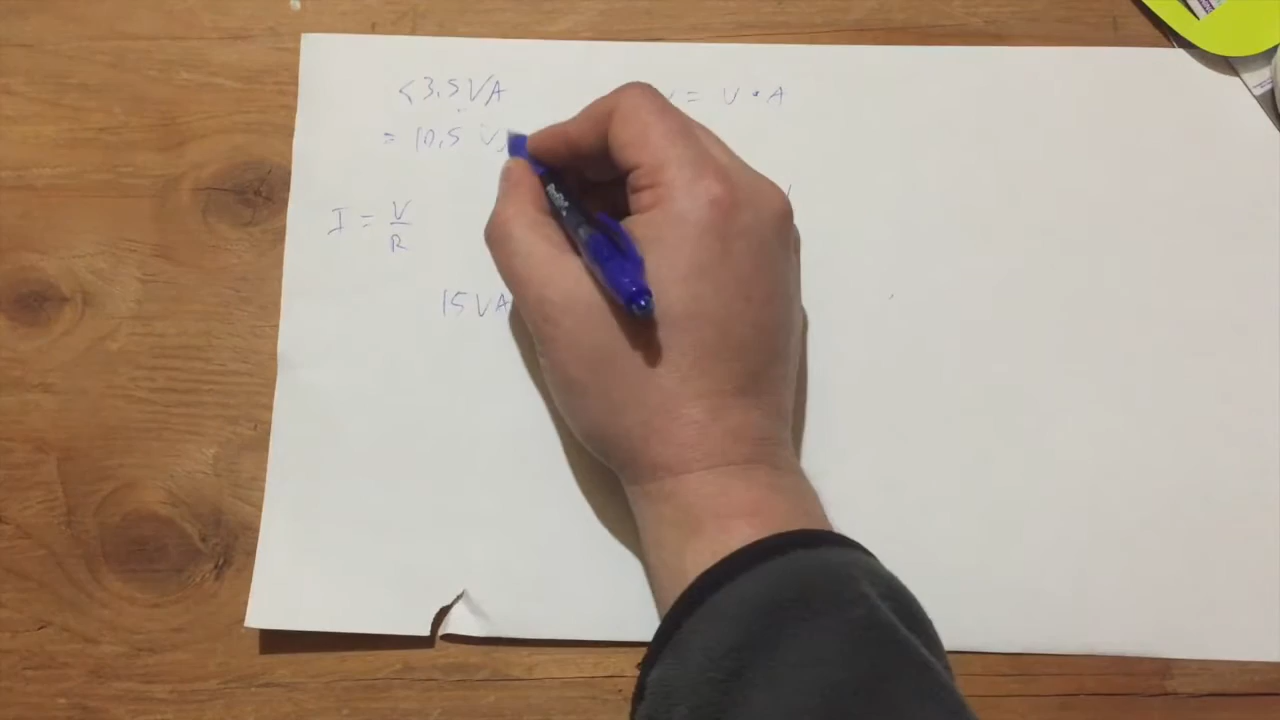 <3.5VA
= V • A
= 10.5 V
I = V
R
15VA